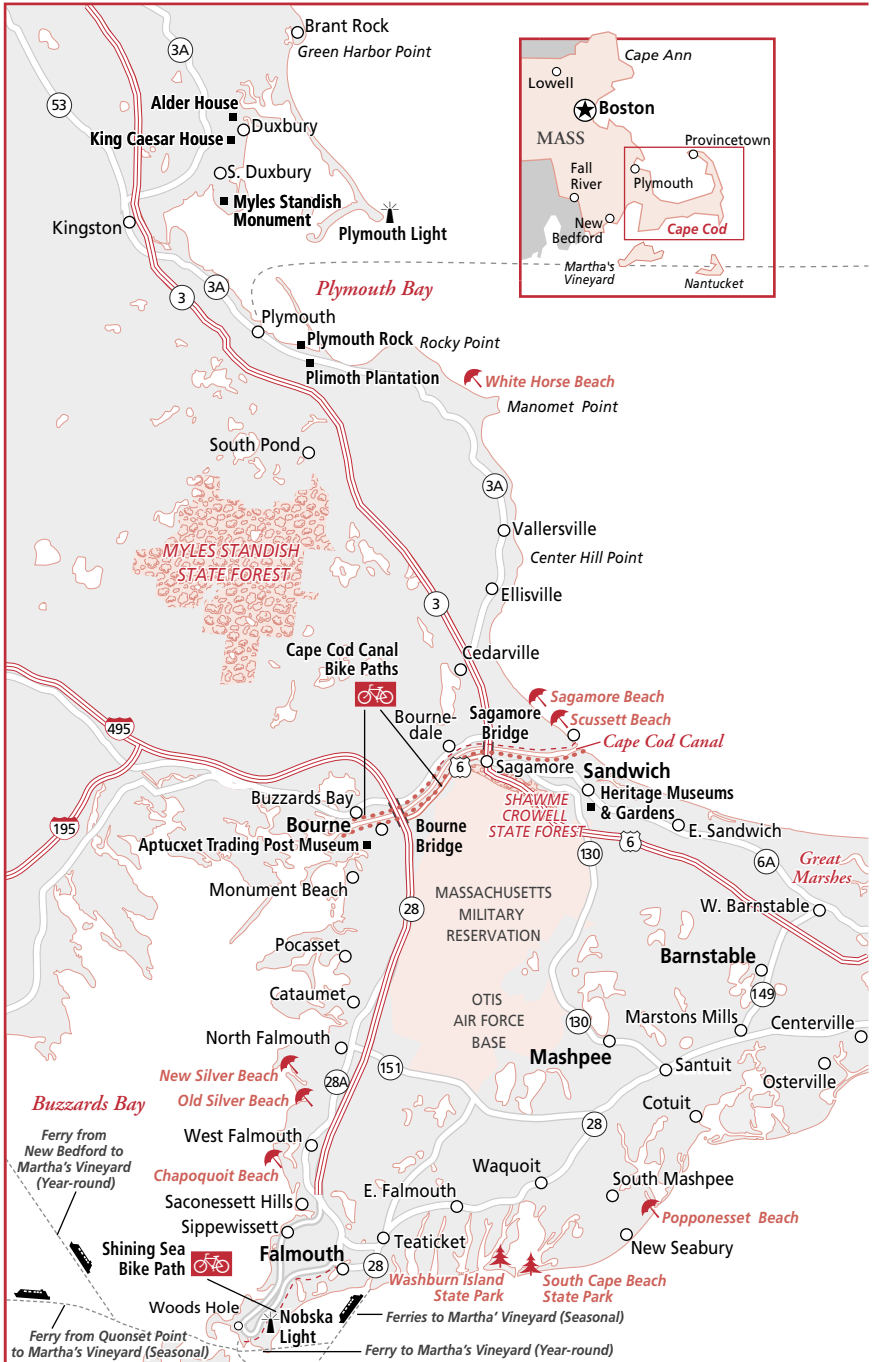 Brant Rock
Green Harbor Point
3A
53
Alder House
Duxbury
King Caesar House
S. Duxbury
Myles Standish
Monument
Plymouth Light
Kingston
Cape Ann
Lowell
Boston
MASS
Provincetown
Fall
River
Plymouth
New
Bedford
Cape Cod
Martha's
Vineyard
Nantucket
3A
3
Plymouth Bay
Plymouth
Plymouth Rock
Rocky Point
Plimoth Plantation
White Horse Beach
Manomet Point
South Pond
3A
Vallersville
Center Hill Point
MYLES STANDISH
STATE FOREST
Ellisville
3
Cape Cod Canal
Bike Paths
Cedarville
Sagamore Beach
Scussett Beach
495
Bourne-
dale
Sagamore
Bridge
Cape Cod Canal
6
Sagamore
Sandwich
Heritage Museums
& Gardens
SHAWME
CROWELL
STATE FOREST
Buzzards Bay
195
Bourne
Bourne
Bridge
Aptucxet Trading Post Museum
E. Sandwich
130
6
6A
Great
Marshes
Monument Beach
MASSACHUSETTS
MILITARY
RESERVATION
28
W. Barnstable
Pocasset
Barnstable
Cataumet
149
OTIS
AIR FORCE
BASE
130
Marstons Mills
Centerville
North Falmouth
Mashpee
Santuit
New Silver Beach
28A
151
Osterville
Old Silver Beach
Buzzards Bay
Cotuit
28
Ferry from
New Bedford to
Martha's Vineyard
(Year-round)
West Falmouth
Chapoquoit Beach
Waquoit
South Mashpee
E. Falmouth
Saconessett Hills
Popponesset Beach
Sippewissett
Teaticket
New Seabury
Shining Sea
Bike Path
Falmouth
28
Washburn Island
State Park
South Cape Beach
State Park
Woods Hole
Nobska
Light
Ferries to Martha' Vineyard (Seasonal)
Ferry from Quonset Point
to Martha's Vineyard (Seasonal)
Ferry to Martha's Vineyard (Year-round)